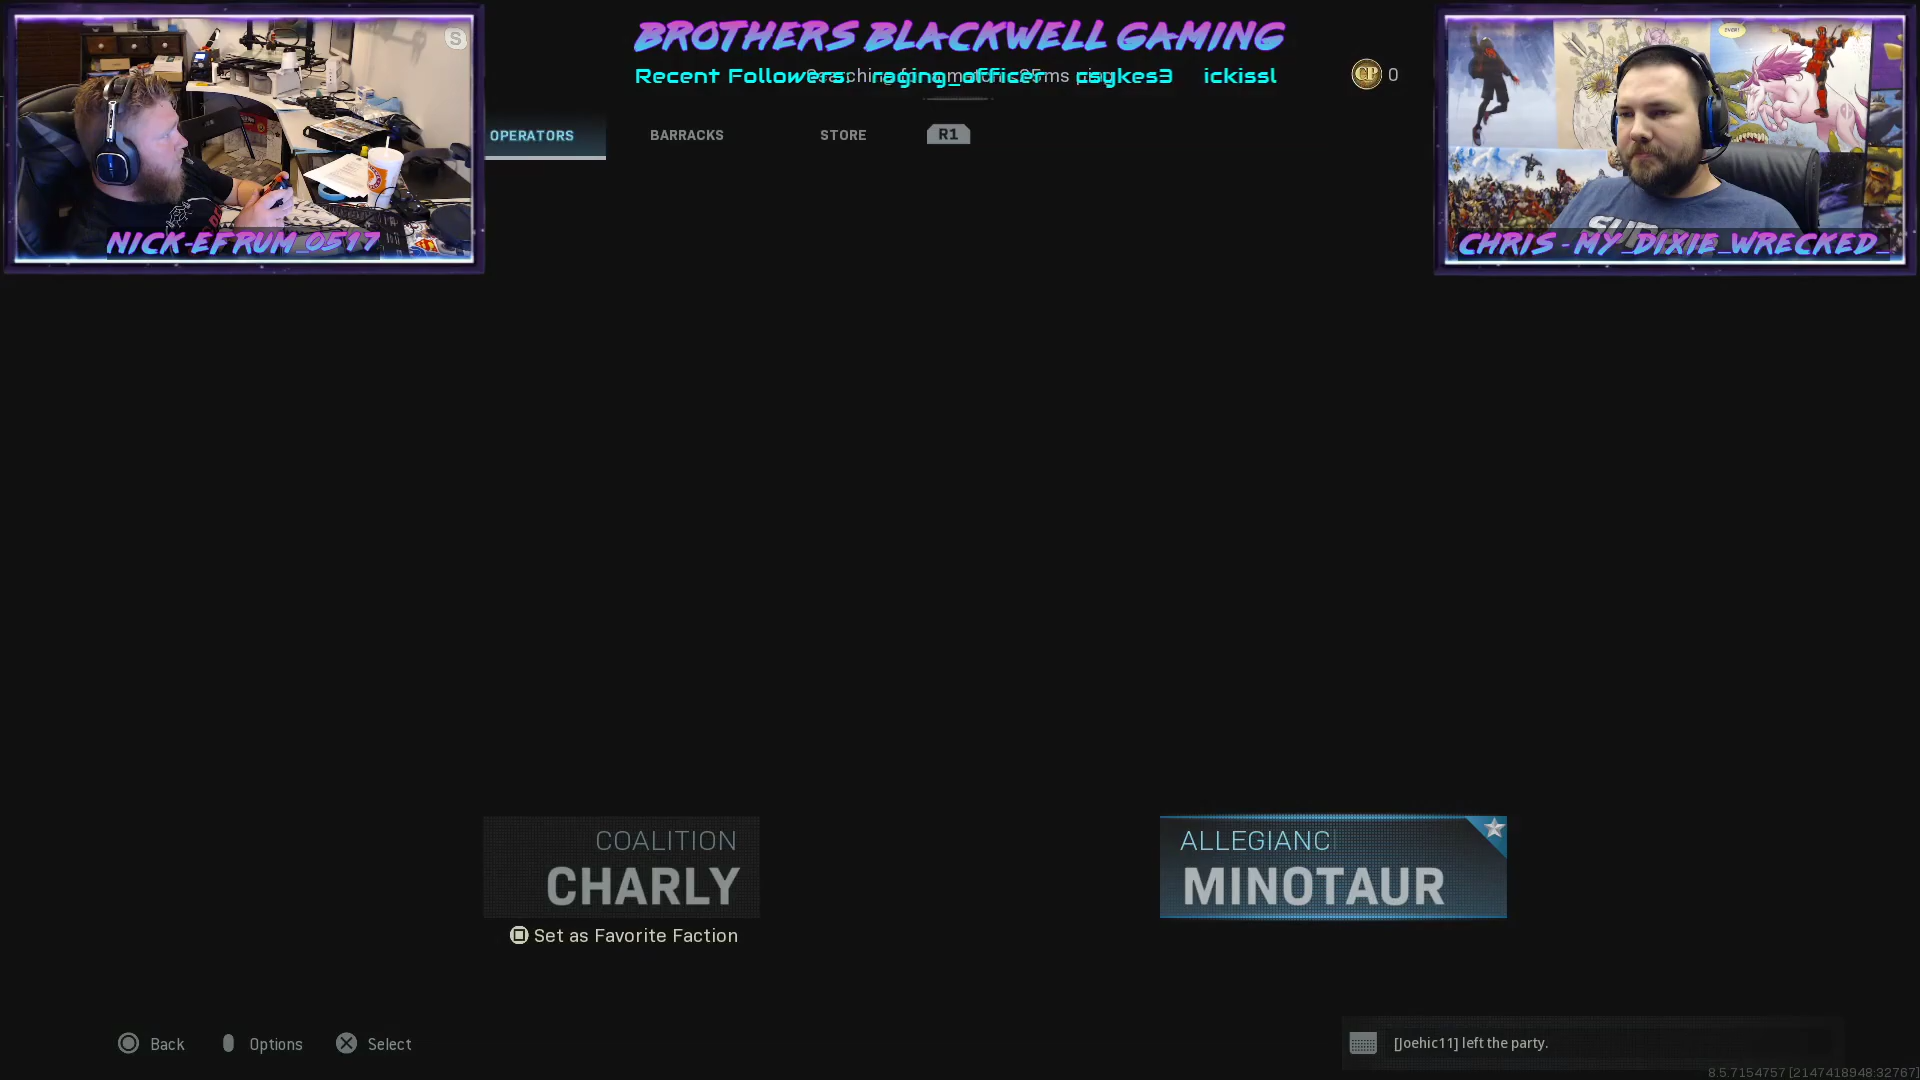 BROTHERS BLACKWELL GAMING
Recent Followers: raging_officer csykes3 ickissl
0
OPERATORS
BARRACKS
STORE
R1
NICK-EFRUM_0517
CHRIS - MY_DIXIE_WRECKED_
COALITION
CHARLY
Set as Favorite Faction
ALLEGIANC
MINOTAUR
Back
Options
Select
[Joehic11] left the party.
8.5.7154757 [2147418948:32767]